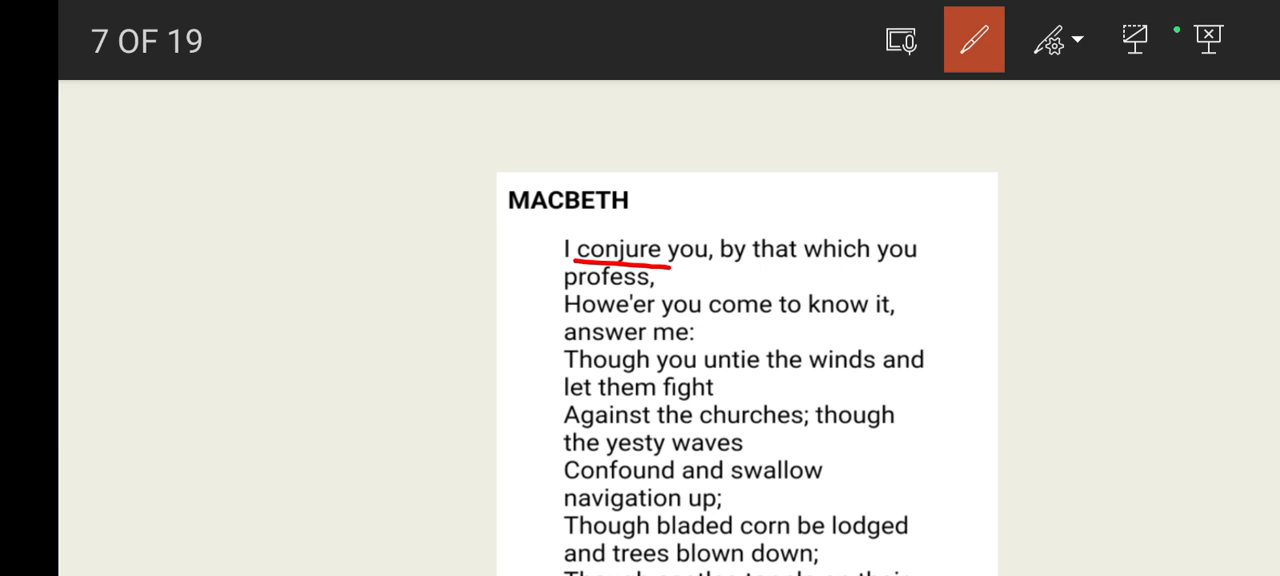 7 OF 19
MACBETH
I conjure you, by that which you
profess,
Howe'er you come to know it,
answer me:
Though you untie the winds and
let them fight
Against the churches; though
the yesty waves
Confound and swallow
navigation up;
Though bladed corn be lodged
and trees blown down;